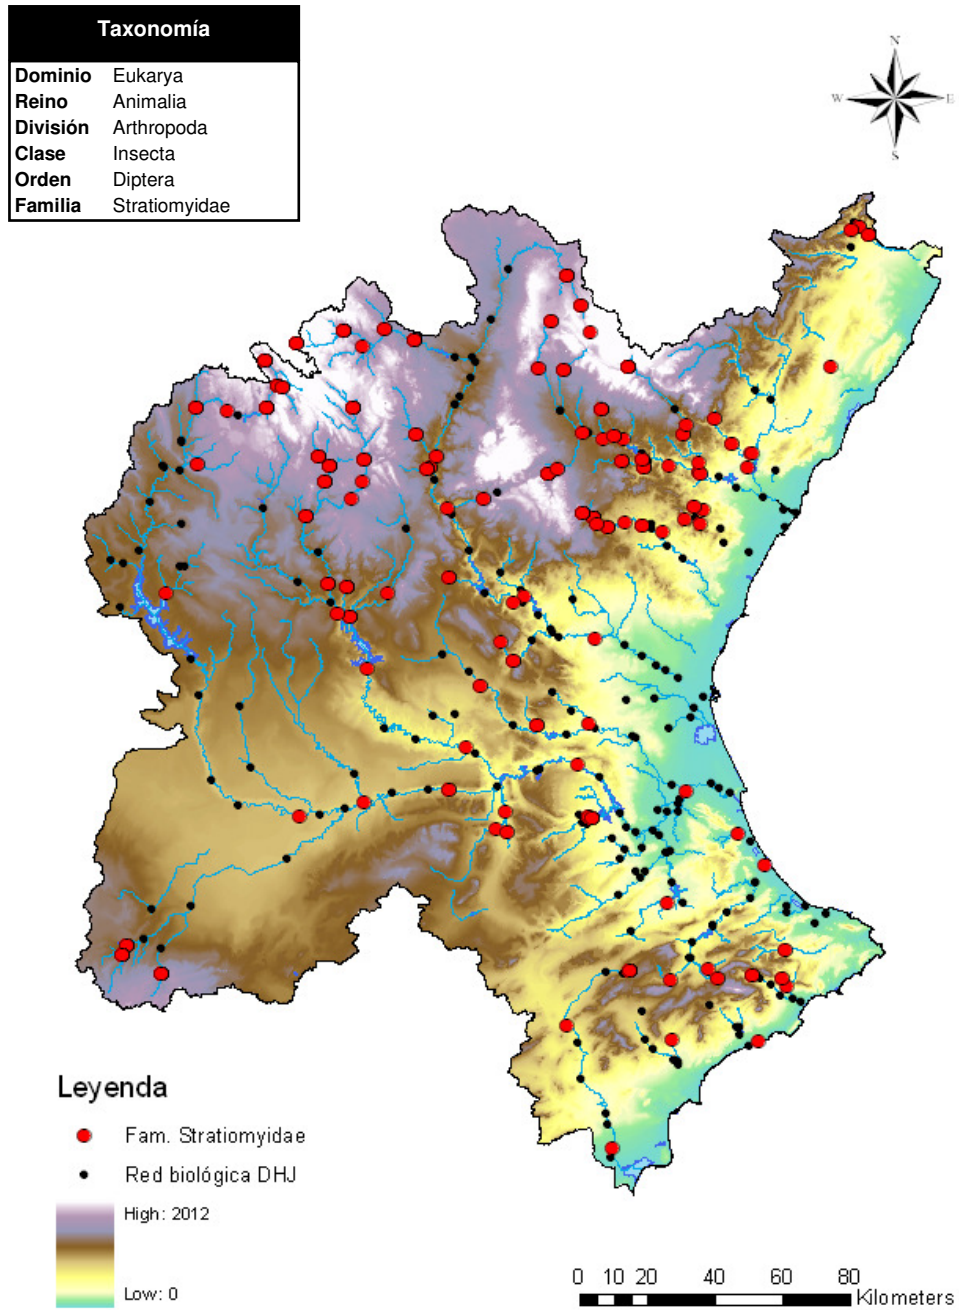 Taxonomía
Dominio Eukarya
Reino Animalia
División Arthropoda
Clase Insecta
Orden Diptera
Familia Stratiomyidae
N
W E
S
Leyenda
Fam. Stratiomyidae
Red biológica DHJ
High: 2012
Low: 0
0 10 20 40 60 80
Kilometers